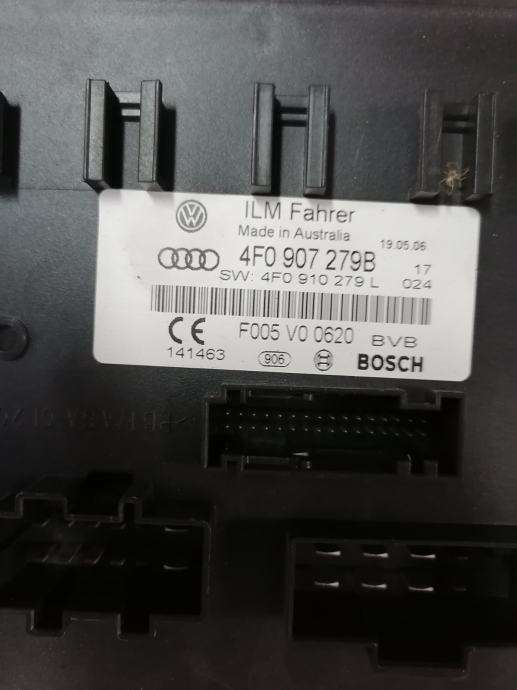 ILM Fahrer
Made in Australia
19.05.06
4F0 907 279B
17
SW: 4F0 910 279 L
024
CE
F005 V0 0620 BVB
141463
906
BOSCH